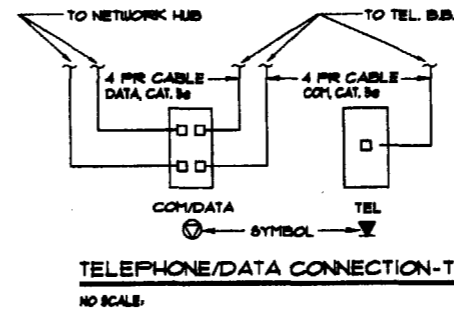 TO NETWORK HUB
TO TEL. B.B.
4 PR CABLE
DATA, CAT. 5e
4 PR CABLE
COM, CAT. 5e
COM/DATA
TEL
SYMBOL
TELEPHONE/DATA CONNECTION-T
NO SCALE: